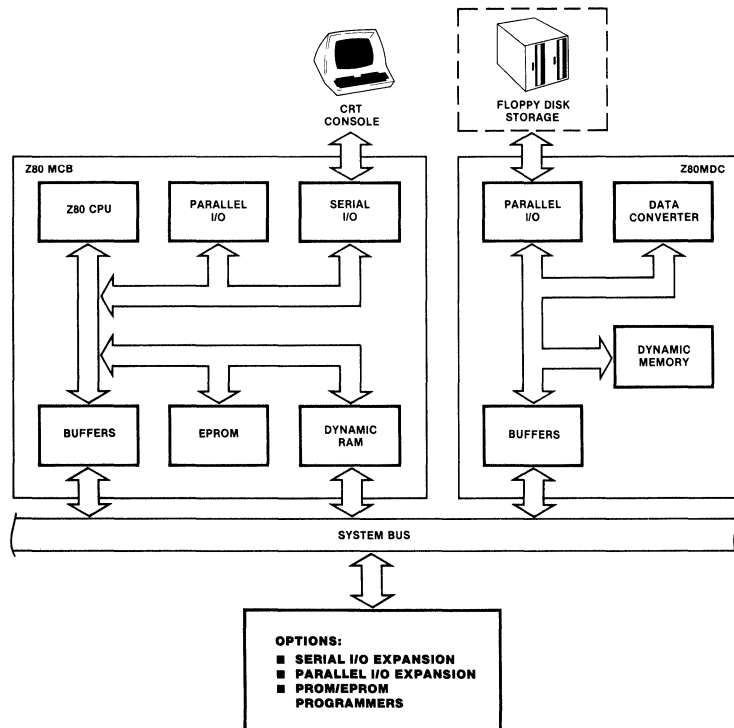 CRT
CONSOLE
FLOPPY DISK
STORAGE
Z80 MCB
Z80 CPU
PARALLEL
I/O
SERIAL
I/O
BUFFERS
EPROM
DYNAMIC
RAM
Z80MDC
PARALLEL
I/O
DATA
CONVERTER
DYNAMIC
MEMORY
BUFFERS
SYSTEM BUS
OPTIONS:
■ SERIAL I/O EXPANSION
■ PARALLEL I/O EXPANSION
■ PROM/EPROM
PROGRAMMERS